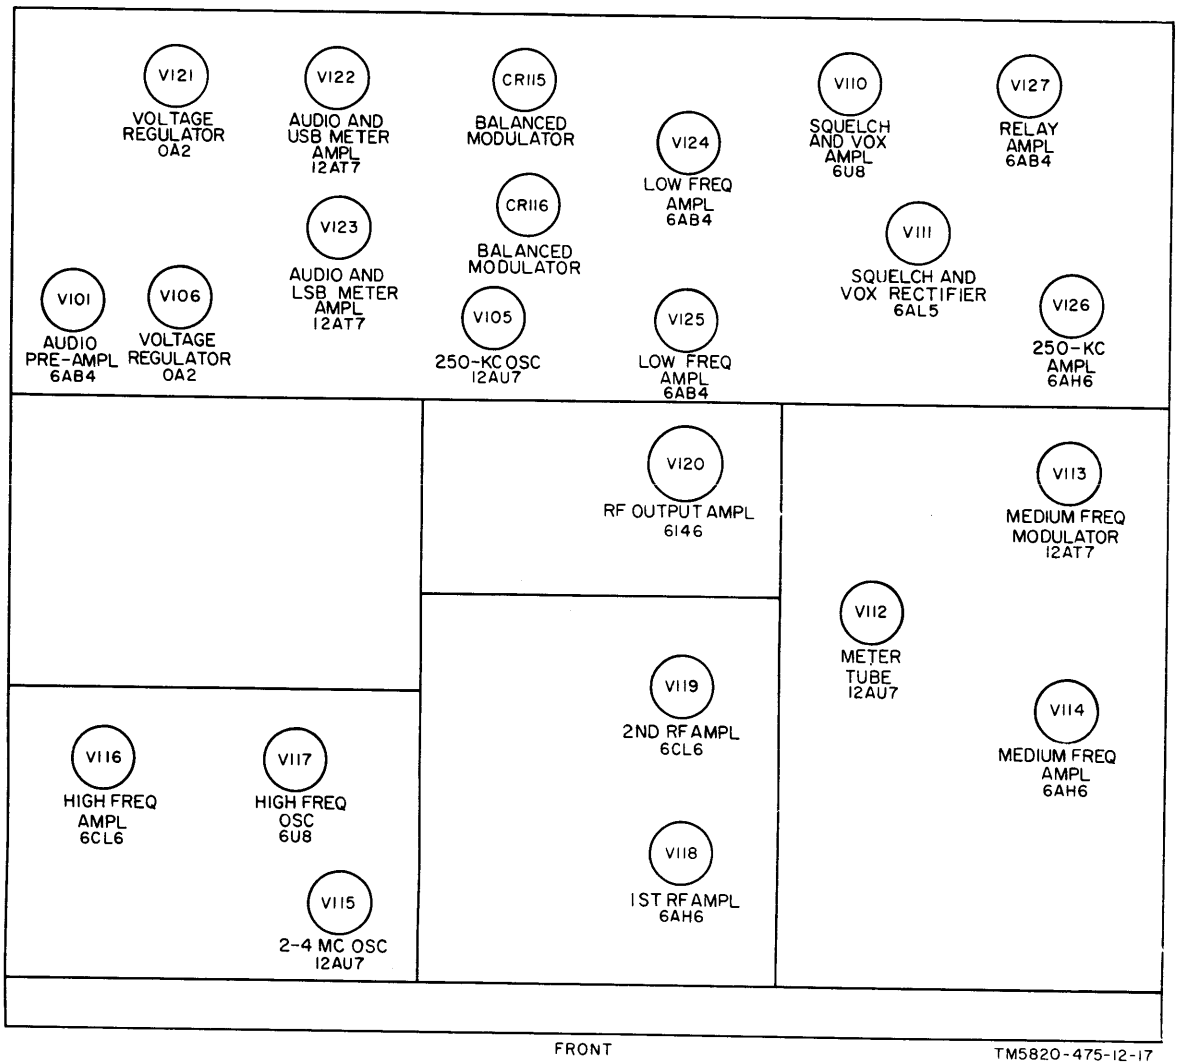 V121
VOLTAGE
REGULATOR
OA2
V122
AUDIO AND
USB METER
AMPL
12AT7
CR115
BALANCED
MODULATOR
V124
LOW FREQ
AMPL
6AB4
V110
SQUELCH
AND VOX
AMPL
6U8
V127
RELAY
AMPL
6AB4
V123
AUDIO AND
LSB METER
AMPL
12AT7
CR116
BALANCED
MODULATOR
V111
SQUELCH AND
VOX RECTIFIER
6AL5
V101
AUDIO
PRE-AMPL
6AB4
V106
VOLTAGE
REGULATOR
OA2
V105
250-KC OSC
12AU7
V125
LOW FREQ
AMPL
6AB4
V126
250-KC
AMPL
6AH6
V120
RF OUTPUT AMPL
6146
V113
MEDIUM FREQ
MODULATOR
12AT7
V112
METER
TUBE
12AU7
V119
2ND RF AMPL
6CL6
V114
MEDIUM FREQ
AMPL
6AH6
V116
HIGH FREQ
AMPL
6CL6
V117
HIGH FREQ
OSC
6U8
V118
1ST RF AMPL
6AH6
V115
2-4 MC OSC
12AU7
FRONT
TM5820-475-12-17